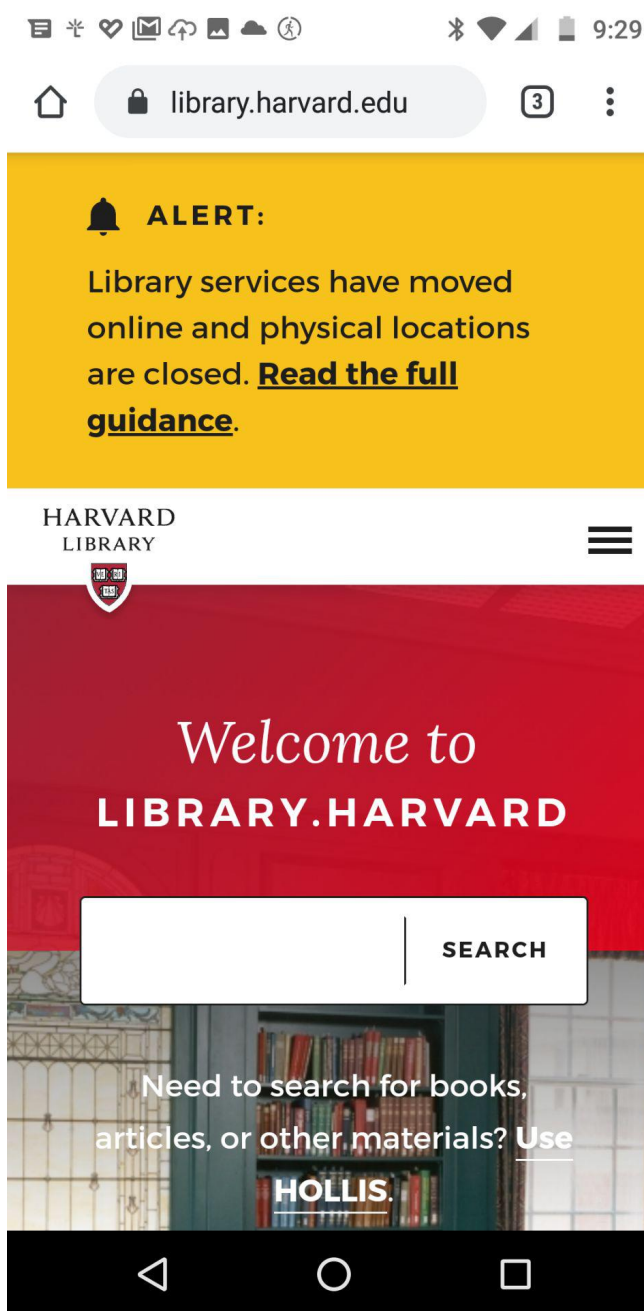 9:29
library.harvard.edu
3
ALERT:
Library services have moved
online and physical locations
are closed. Read the full
guidance.
HARVARD
LIBRARY
Welcome to
LIBRARY.HARVARD
SEARCH
Need to search for books,
articles, or other materials? Use
HOLLIS.